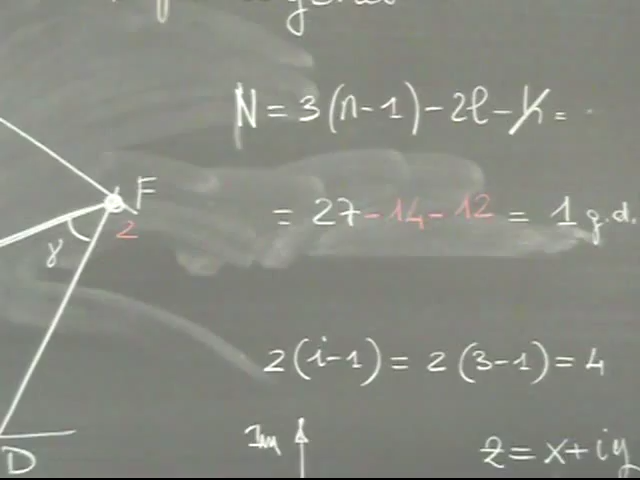 N = 3(n-1)-2l-h=
F
= 27-14-12 = 1 g.d.
2
γ
2(i-1) = 2(3-1) = 4
Im
z = x+iy
D